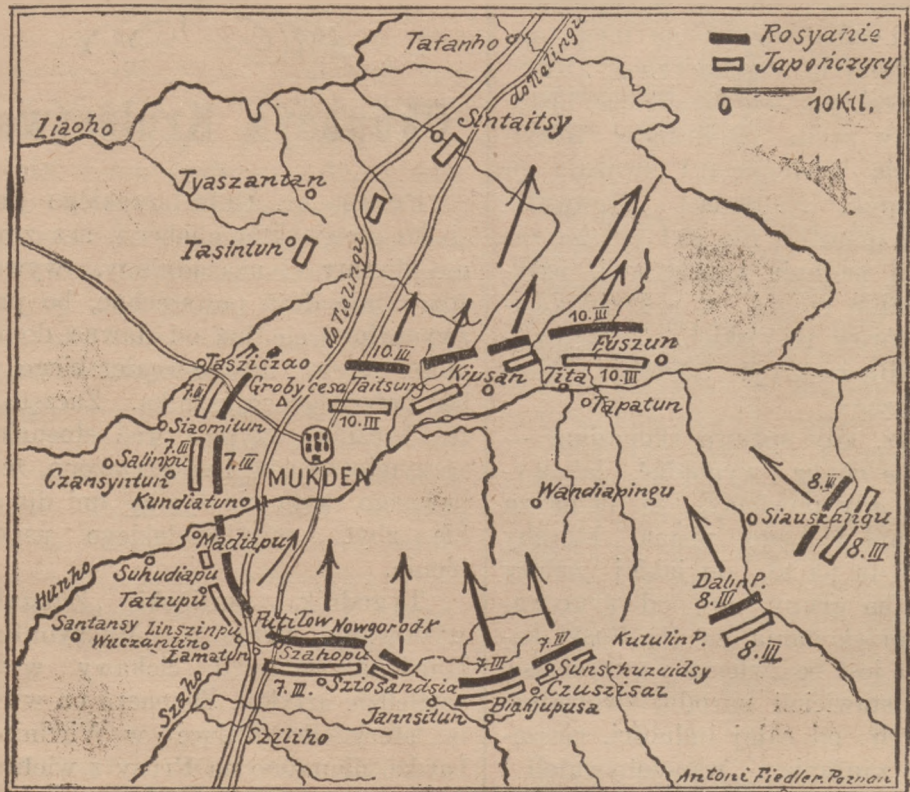 Rosyanie
Japończycy
0 10 Kil.
Tafanho
do Tielingu
Liaoho
Sintaitsy
Tyaszantan
Tasintun
do Tielingu
10. III
10. III
Fuszun
Tasziczao
Groby cesa
Taitsun
Kiusan
Tita
10. III
7. III
10. III
Tapatun
Siaomitun
7. III
7. III
Salinpu
Czansyntun
MUKDEN
Kundiatuno
Wandiapingu
8. III
Siauszangu
8. III
Madiapu
Suhudiapu
Hunho
Tatzupu
Dalin P.
8. III
Santansy
Linszinpu
Putiłow
Nowgorod-K
Wuczanlino
Lamatun
Szahopu
7. III
Kutulin P.
8. III
7. III.
Sziosandsia
7. III
Sunschuzuidsy
Czuszisai
Szaho
Jannsitun
Bianjupusa
Sziliho
Antoni Fiedler. Poznań